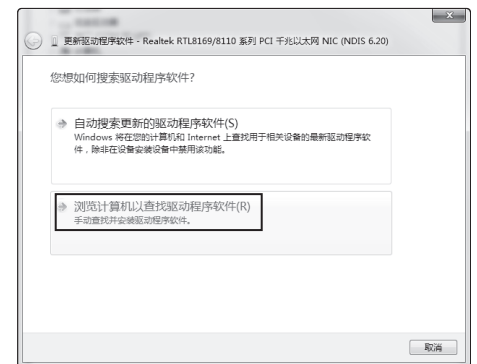 更新驱动程序软件 - Realtek RTL8169/8110 系列 PCI 千兆以太网 NIC (NDIS 6.20)
您想如何搜索驱动程序软件?
自动搜索更新的驱动程序软件(S)
Windows 将在您的计算机和 Internet 上查找用于相关设备的最新驱动程序软
件，除非在设备安装设置中禁用该功能。
浏览计算机以查找驱动程序软件(R)
手动查找并安装驱动程序软件。
取消